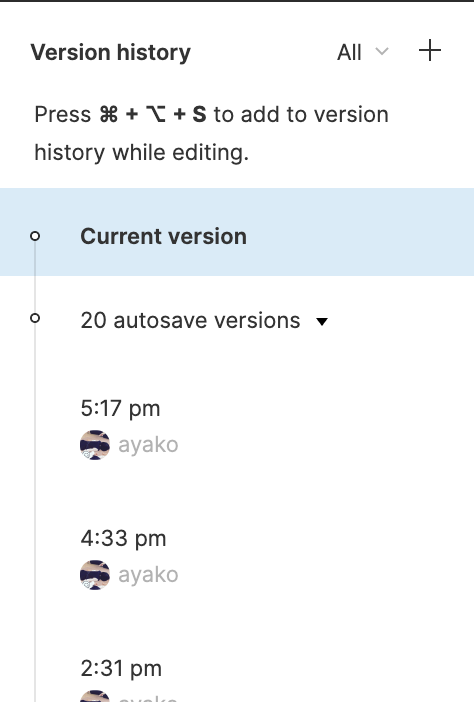 Version history
All
Press ⌘ + ⌥ + S to add to version
history while editing.
Current version
20 autosave versions
5:17 pm
ayako
4:33 pm
ayako
2:31 pm
ayako